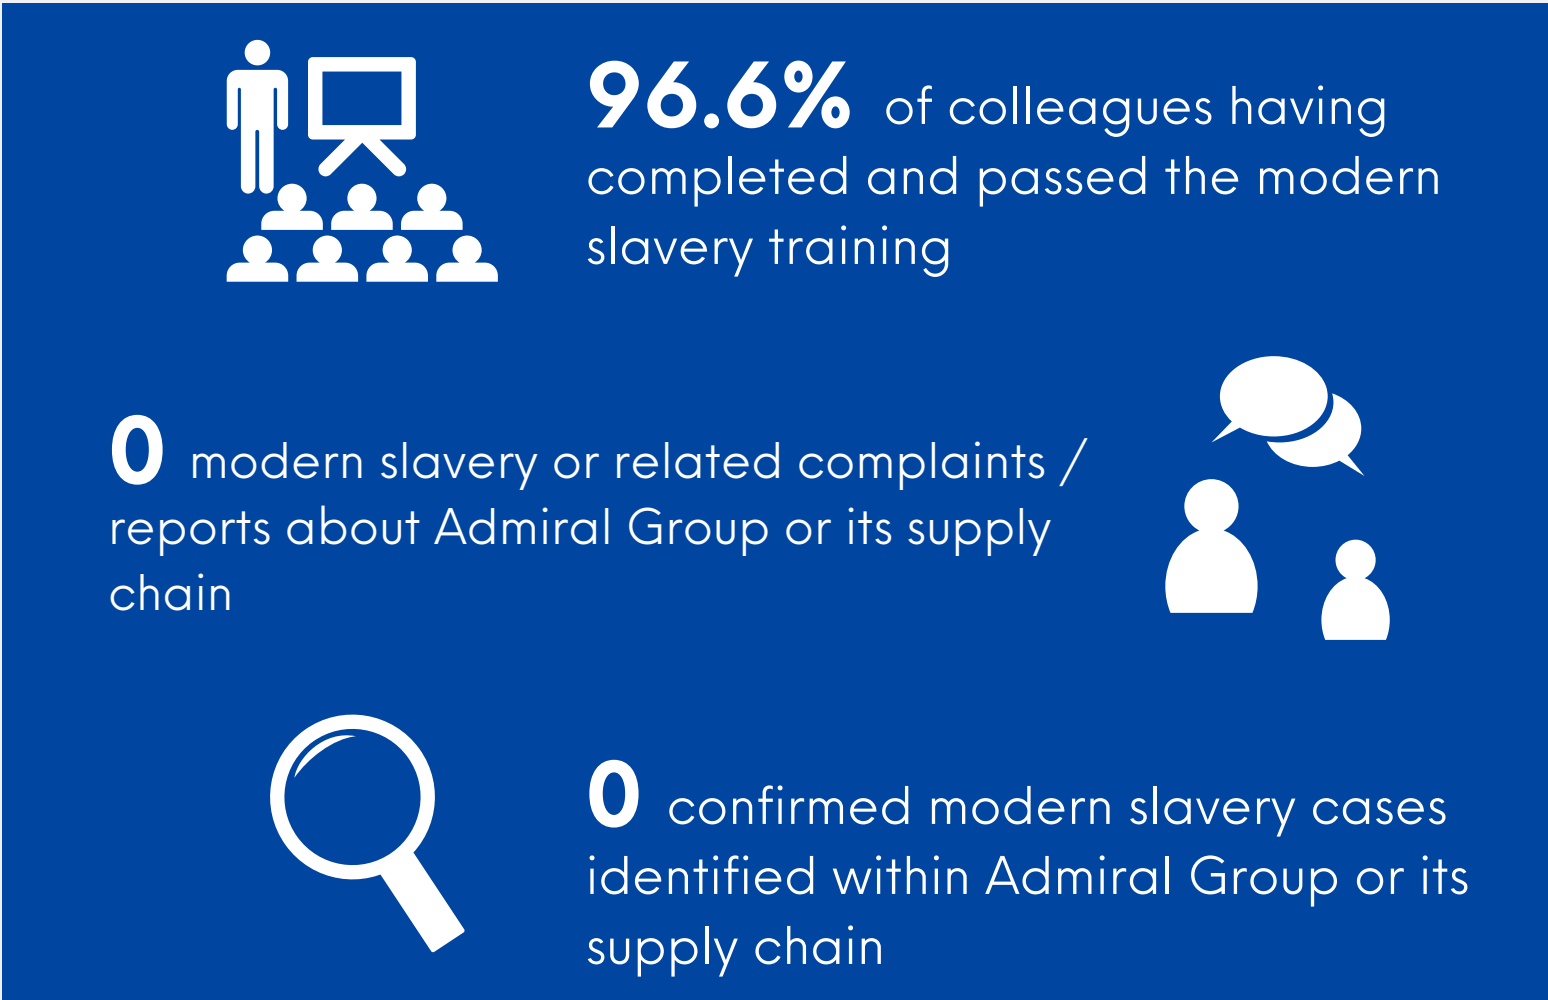 96.6% of colleagues having
completed and passed the modern
slavery training
0 modern slavery or related complaints /
reports about Admiral Group or its supply
chain
0 confirmed modern slavery cases
identified within Admiral Group or its
supply chain